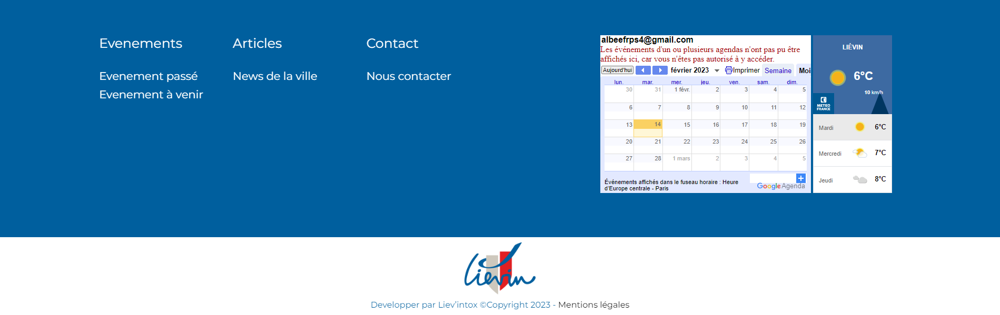 Evenements
Evenement passé
Evenement à venir
Articles
News de la ville
Contact
Nous contacter
albeefrps4@gmail.com
Les événements d'un ou plusieurs agendas n'ont pas pu être
affichés ici, car vous n'êtes pas autorisé à y accéder.
Aujourd'hui février 2023 Imprimer Semaine Moi
lun. mar. mer. jeu. ven. sam. dim.
30 31 1 févr. 2 3 4 5
6 7 8 9 10 11 12
13 14 15 16 17 18 19
20 21 22 23 24 25 26
27 28 1 mars 2 3 4 5
Événements affichés dans le fuseau horaire : Heure
d'Europe centrale - Paris
Google Agenda
LIÉVIN
6°C
10 km/h
METEO
FRANCE
Mardi 6°C
Mercredi 7°C
Jeudi 8°C
Liévin
Developper par Liev'intox ©Copyright 2023 - Mentions légales